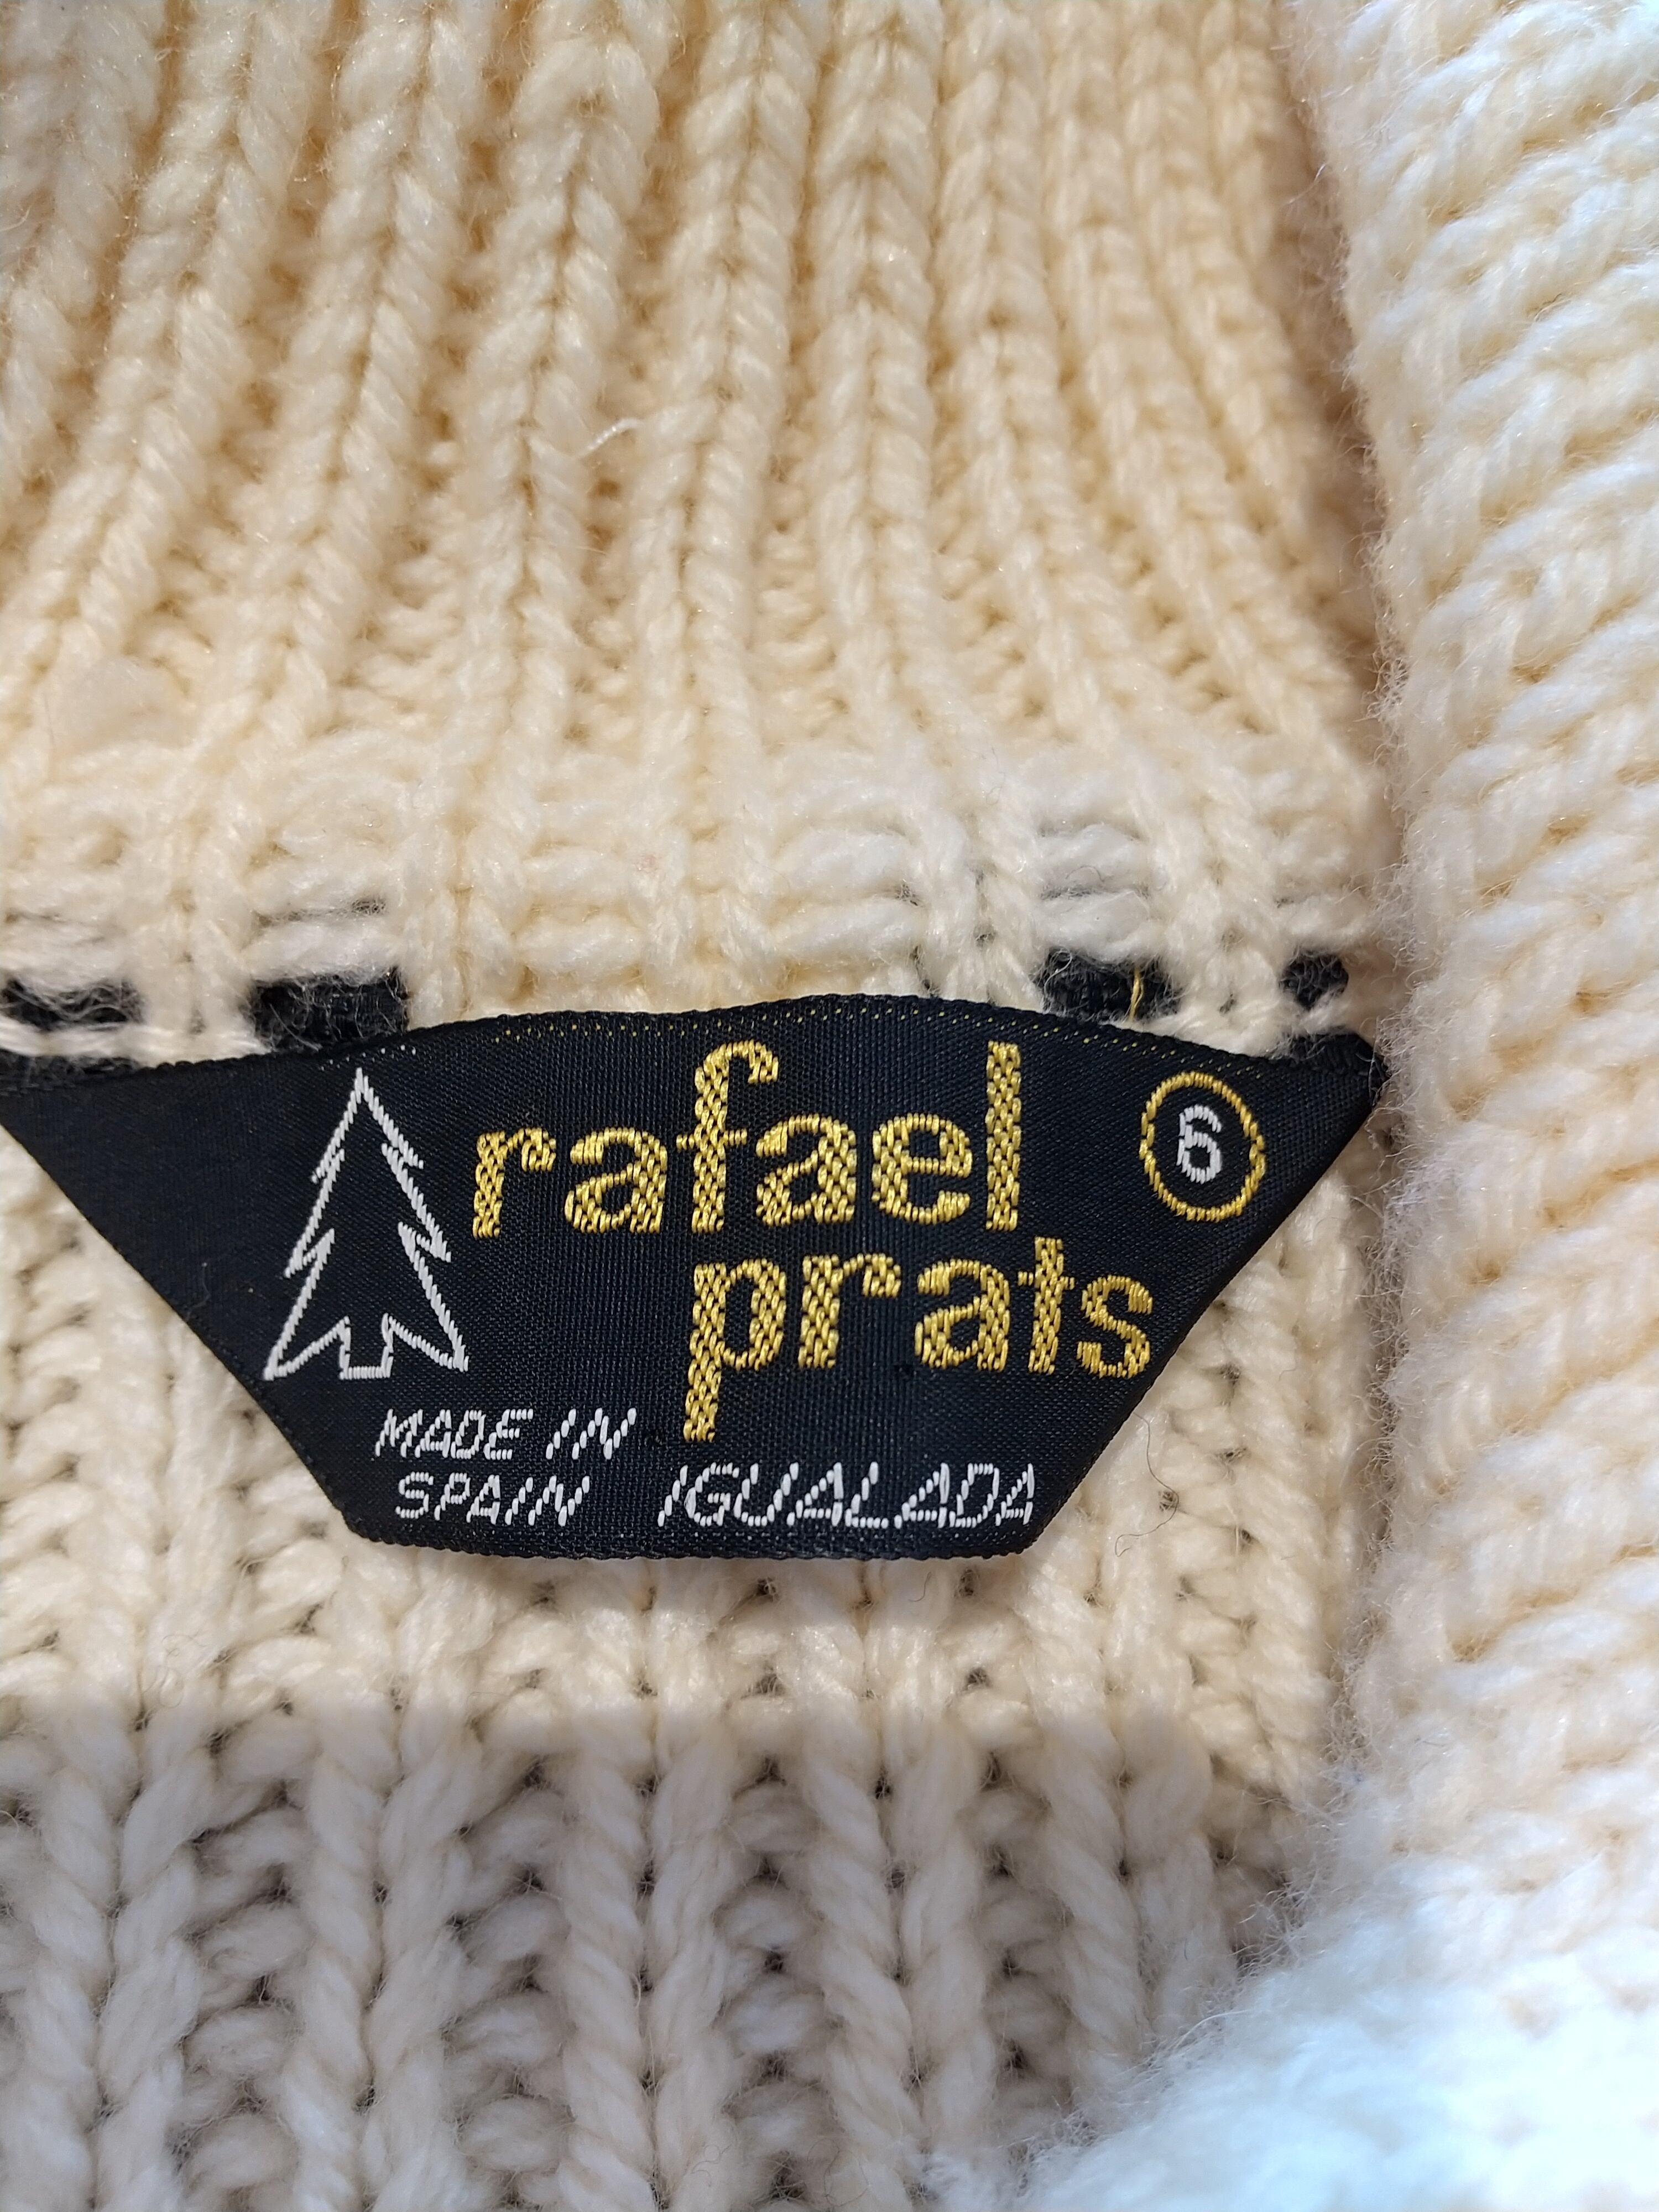 rafael
6
prats
MADE IN
SPAIN
IGUALADA